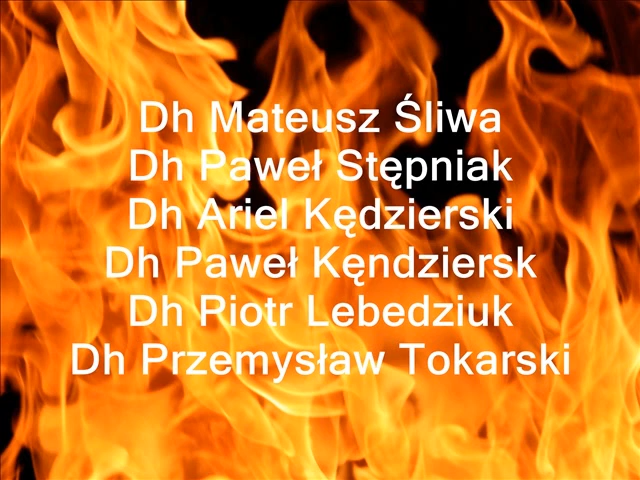 Dh Mateusz Śliwa
Dh Paweł Stępniak
Dh Ariel Kędzierski
Dh Paweł Kęndziersk
Dh Piotr Lebedziuk
Dh Przemysław Tokarski